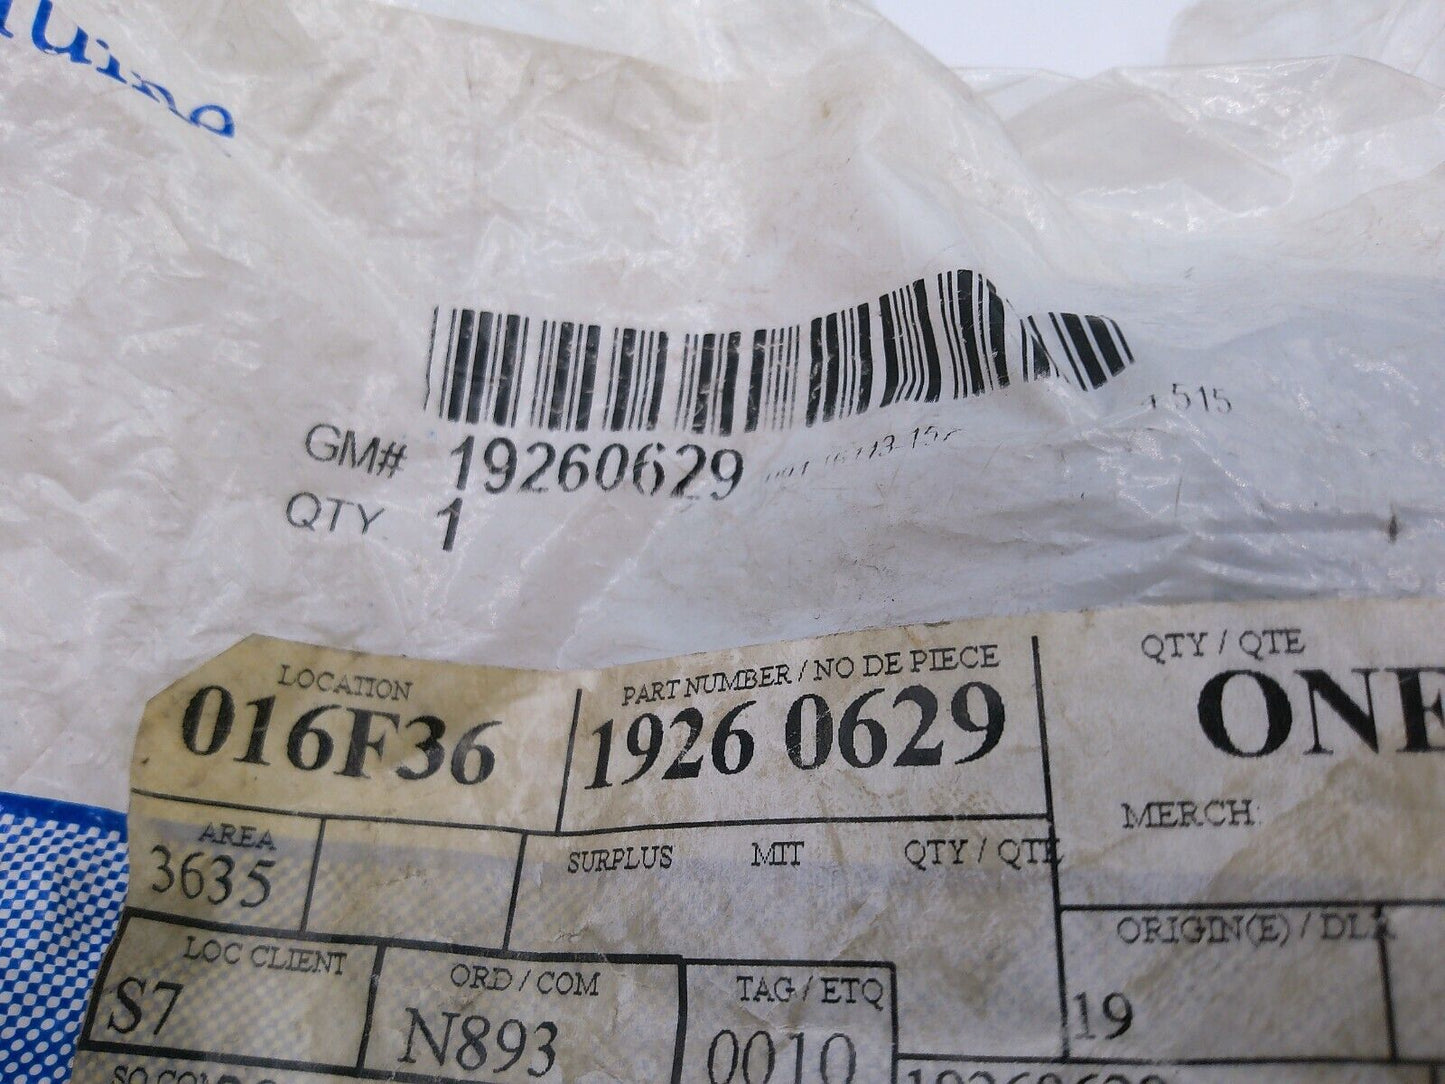 GM# 19260629
QTY 1
515
LOCATION
016F36
PART NUMBER / NO DE PIECE
1926 0629
QTY / QTE
ONE
MERCH:
AREA
3635
SURPLUS MIT QTY / QTE
ORIGIN(E) / DLR
19
LOC CLIENT
S7
ORD / COM
N893
TAG / ETQ
0010